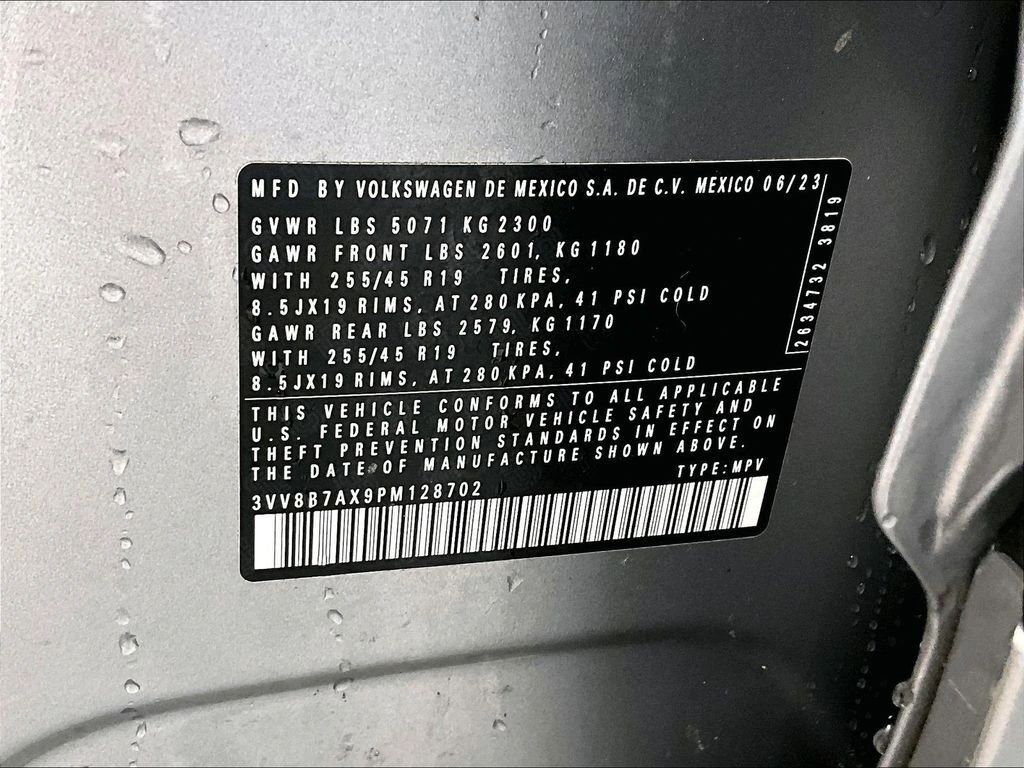 MFD BY VOLKSWAGEN DE MEXICO S.A. DE C.V. MEXICO 06/23
GVWR LBS 5071 KG 2300
GAWR FRONT LBS 2601, KG 1180
WITH 255/45 R19 TIRES,
8.5JX19 RIMS, AT 280 KPA, 41 PSI COLD
GAWR REAR LBS 2579, KG 1170
WITH 255/45 R19 TIRES,
8.5JX19 RIMS, AT 280 KPA, 41 PSI COLD
2634732 3819
THIS VEHICLE CONFORMS TO ALL APPLICABLE
U.S. FEDERAL MOTOR VEHICLE SAFETY AND
THEFT PREVENTION STANDARDS IN EFFECT ON
THE DATE OF MANUFACTURE SHOWN ABOVE.
TYPE: MPV
3VV8B7AX9PM128702